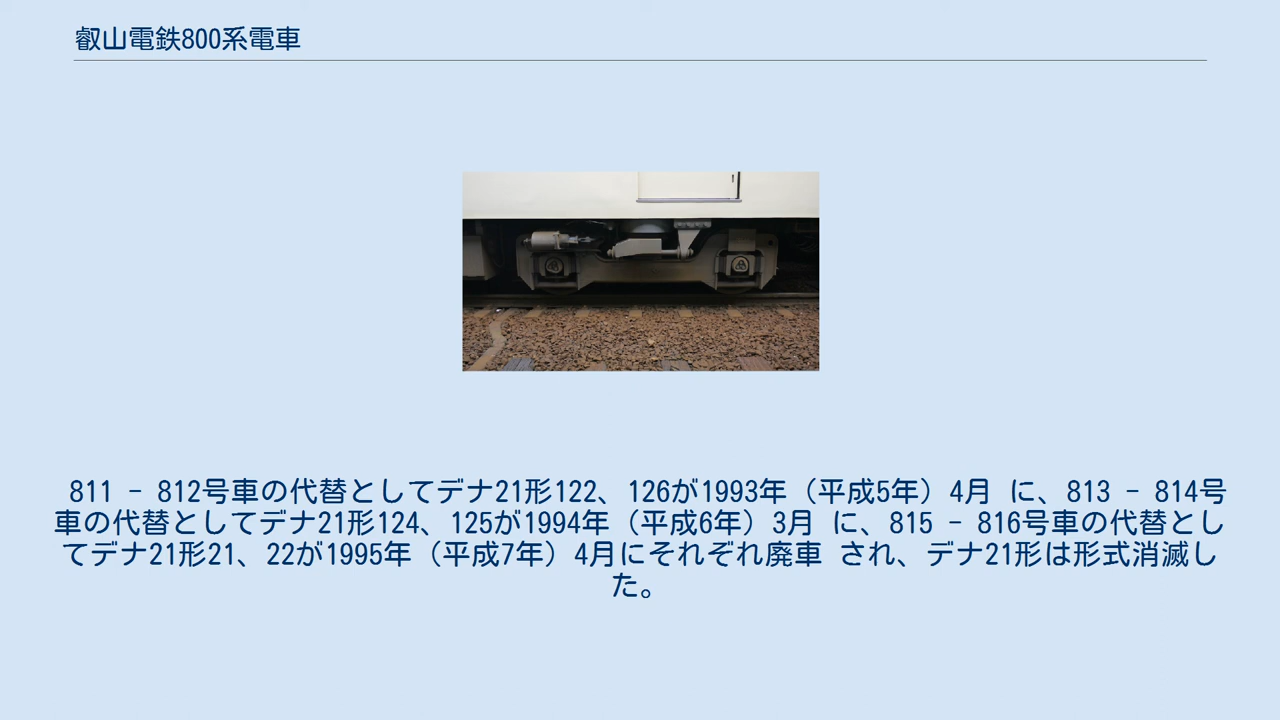 叡山電鉄800系電車
811 - 812号車の代替としてデナ21形122、126が1993年（平成5年）4月 に、813 - 814号
車の代替としてデナ21形124、125が1994年（平成6年）3月 に、815 - 816号車の代替とし
てデナ21形21、22が1995年（平成7年）4月にそれぞれ廃車 され、デナ21形は形式消滅し
た。